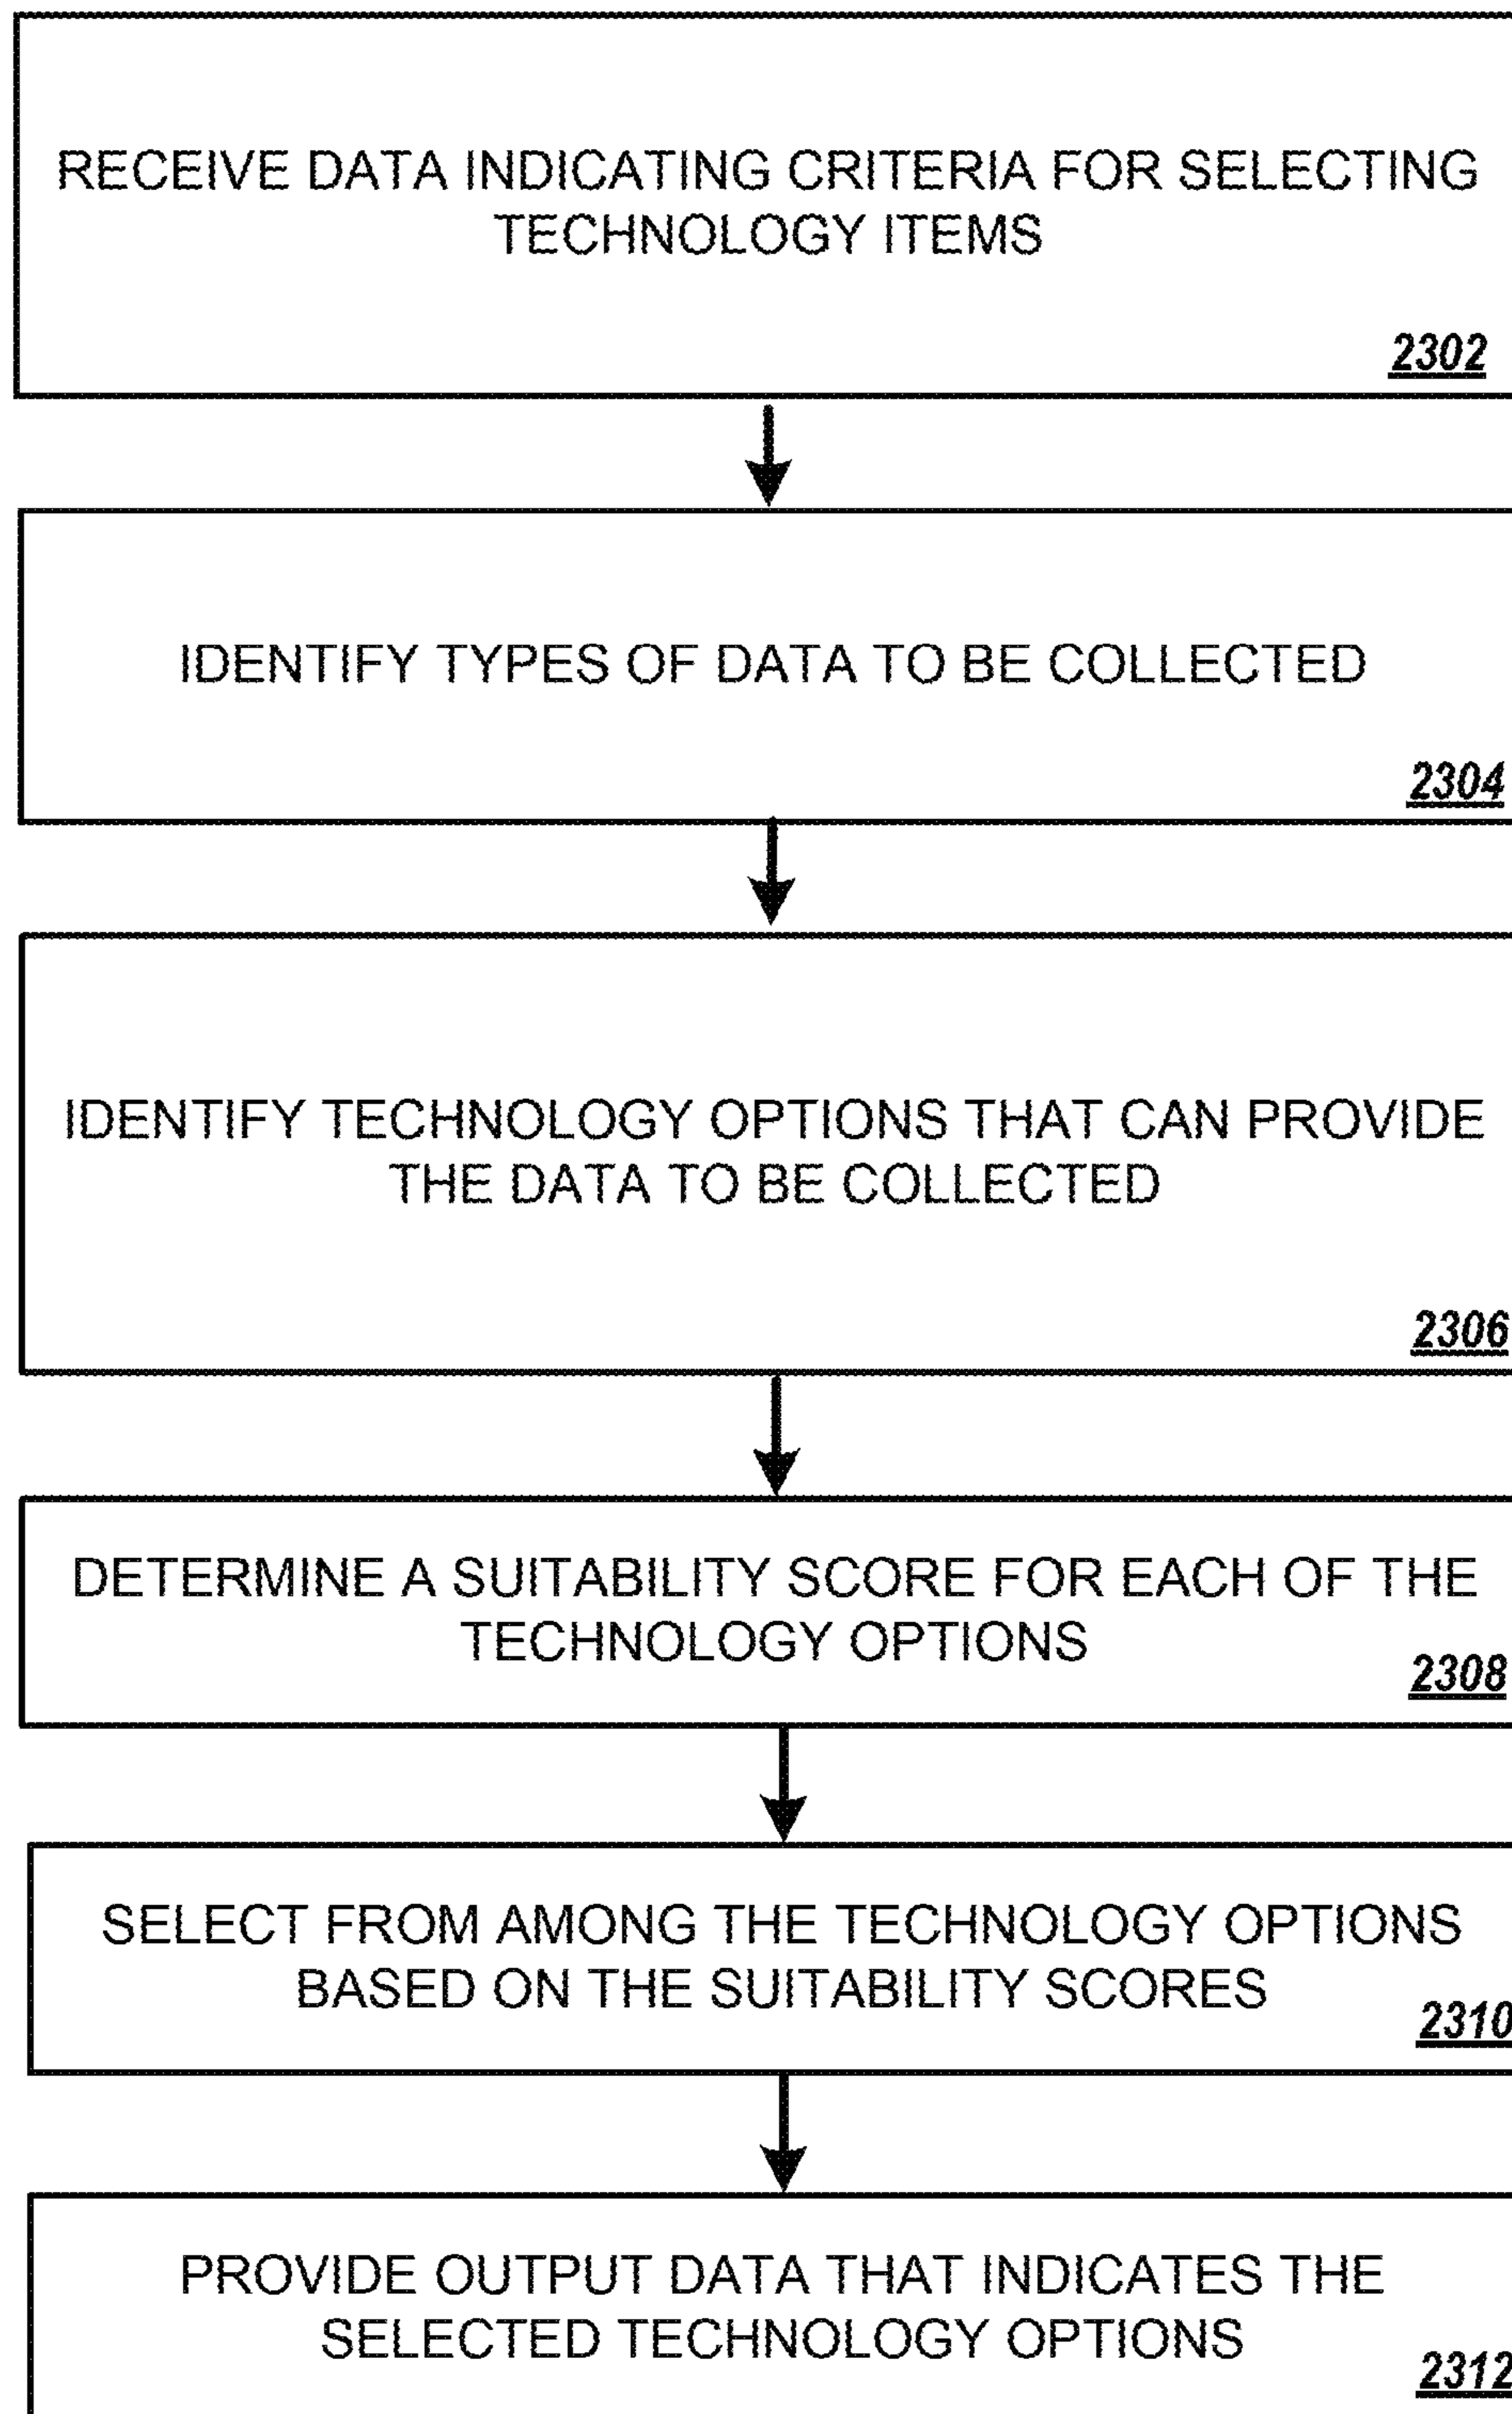 RECEIVE DATA INDICATING CRITERIA FOR SELECTING
TECHNOLOGY ITEMS
2302
IDENTIFY TYPES OF DATA TO BE COLLECTED
2304
IDENTIFY TECHNOLOGY OPTIONS THAT CAN PROVIDE
THE DATA TO BE COLLECTED
2306
DETERMINE A SUITABILITY SCORE FOR EACH OF THE
TECHNOLOGY OPTIONS
2308
SELECT FROM AMONG THE TECHNOLOGY OPTIONS
BASED ON THE SUITABILITY SCORES
2310
PROVIDE OUTPUT DATA THAT INDICATES THE
SELECTED TECHNOLOGY OPTIONS
2312